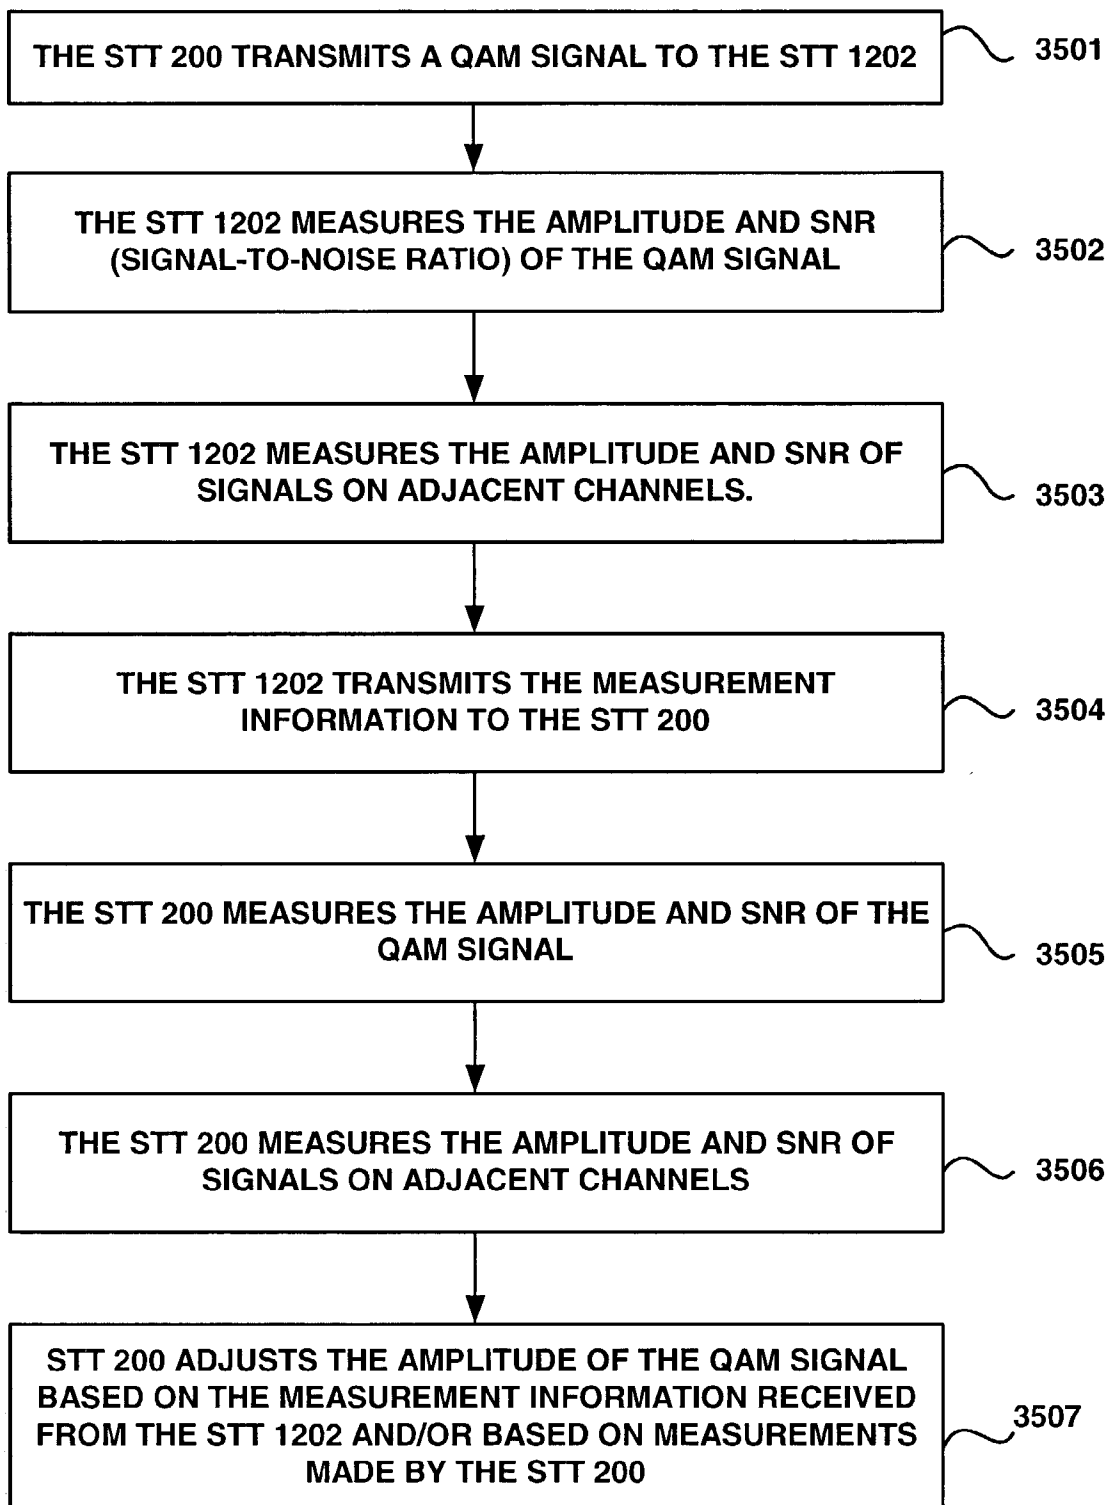 THE STT 200 TRANSMITS A QAM SIGNAL TO THE STT 1202
3501
THE STT 1202 MEASURES THE AMPLITUDE AND SNR
(SIGNAL-TO-NOISE RATIO) OF THE QAM SIGNAL
3502
THE STT 1202 MEASURES THE AMPLITUDE AND SNR OF
SIGNALS ON ADJACENT CHANNELS.
3503
THE STT 1202 TRANSMITS THE MEASUREMENT
INFORMATION TO THE STT 200
3504
THE STT 200 MEASURES THE AMPLITUDE AND SNR OF THE
QAM SIGNAL
3505
THE STT 200 MEASURES THE AMPLITUDE AND SNR OF
SIGNALS ON ADJACENT CHANNELS
3506
STT 200 ADJUSTS THE AMPLITUDE OF THE QAM SIGNAL
BASED ON THE MEASUREMENT INFORMATION RECEIVED
FROM THE STT 1202 AND/OR BASED ON MEASUREMENTS
MADE BY THE STT 200
3507